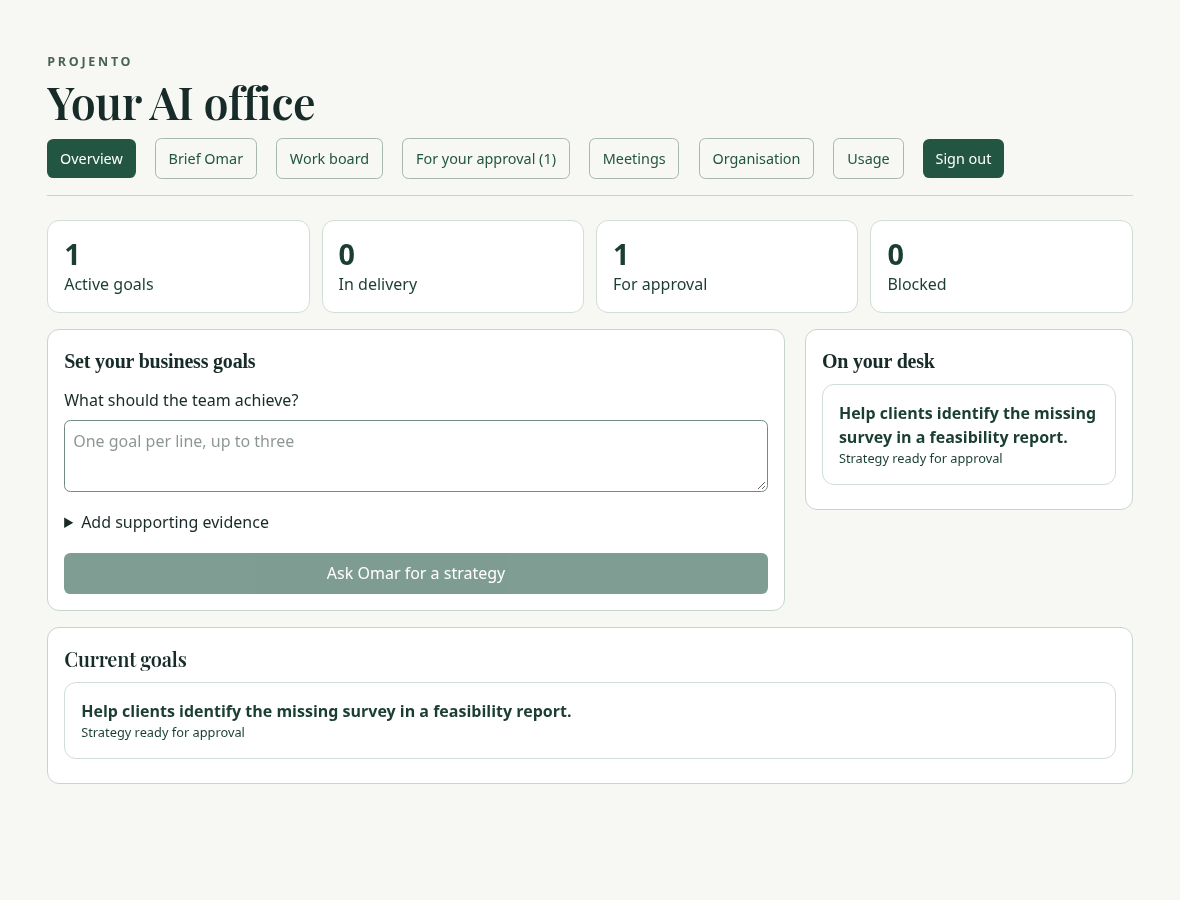 PROJENTO
Your AI office
Overview
Brief Omar
Work board
For your approval (1)
Meetings
Organisation
Usage
Sign out
1
Active goals
0
In delivery
1
For approval
0
Blocked
Set your business goals
What should the team achieve?
One goal per line, up to three
Add supporting evidence
Ask Omar for a strategy
On your desk
Help clients identify the missing
survey in a feasibility report.
Strategy ready for approval
Current goals
Help clients identify the missing survey in a feasibility report.
Strategy ready for approval